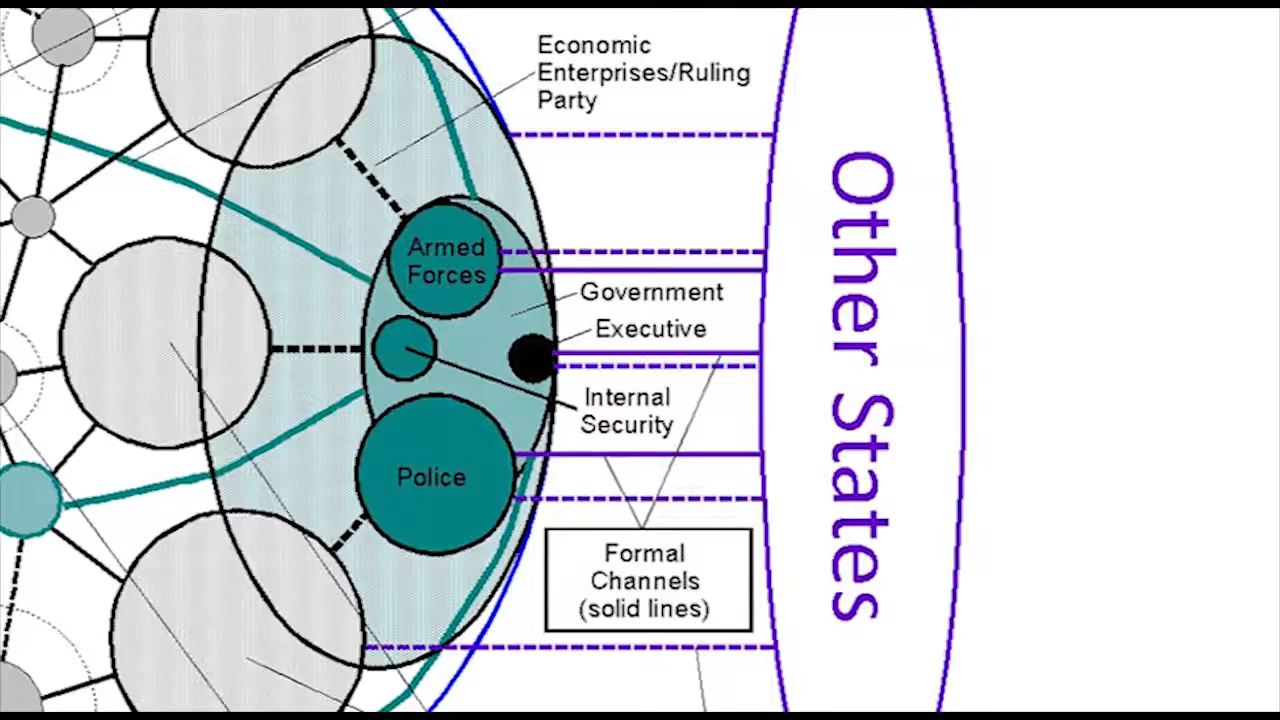 Economic
Enterprises/Ruling
Party
Armed
Forces
Government
Executive
Internal
Security
Police
Formal
Channels
(solid lines)
Other States